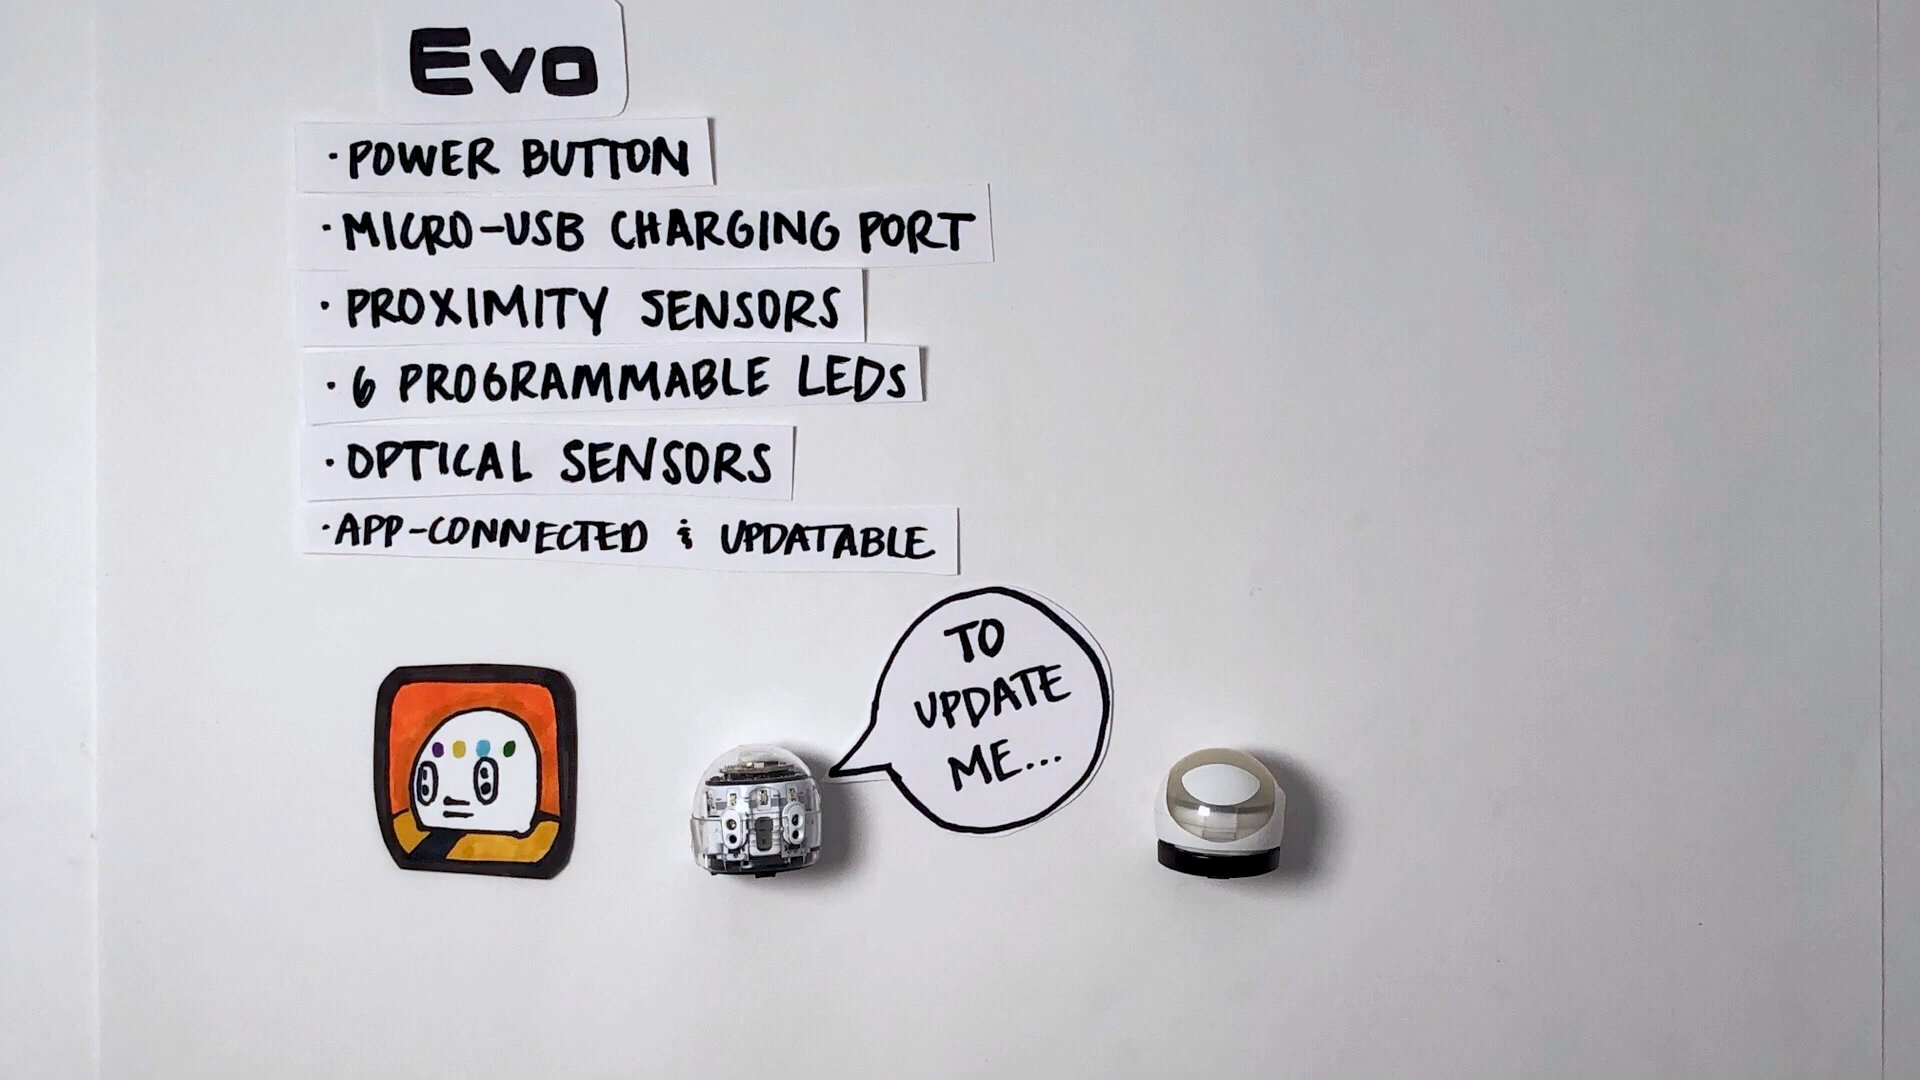 Evo
· POWER BUTTON
· MICRO-USB CHARGING PORT
· PROXIMITY SENSORS
· 6 PROGRAMMABLE LEDs
· OPTICAL SENSORS
· APP-CONNECTED & UPDATABLE
TO
UPDATE
ME...